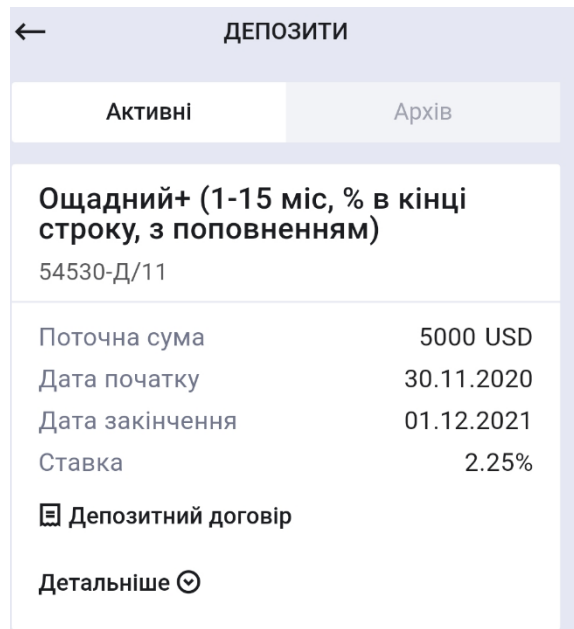 ДЕПОЗИТИ
Активні
Архів
Ощадний+ (1-15 міс, % в кінці
строку, з поповненням)
54530-Д/11
Поточна сума 5000 USD
Дата початку 30.11.2020
Дата закінчення 01.12.2021
Ставка 2.25%
Депозитний договір
Детальніше